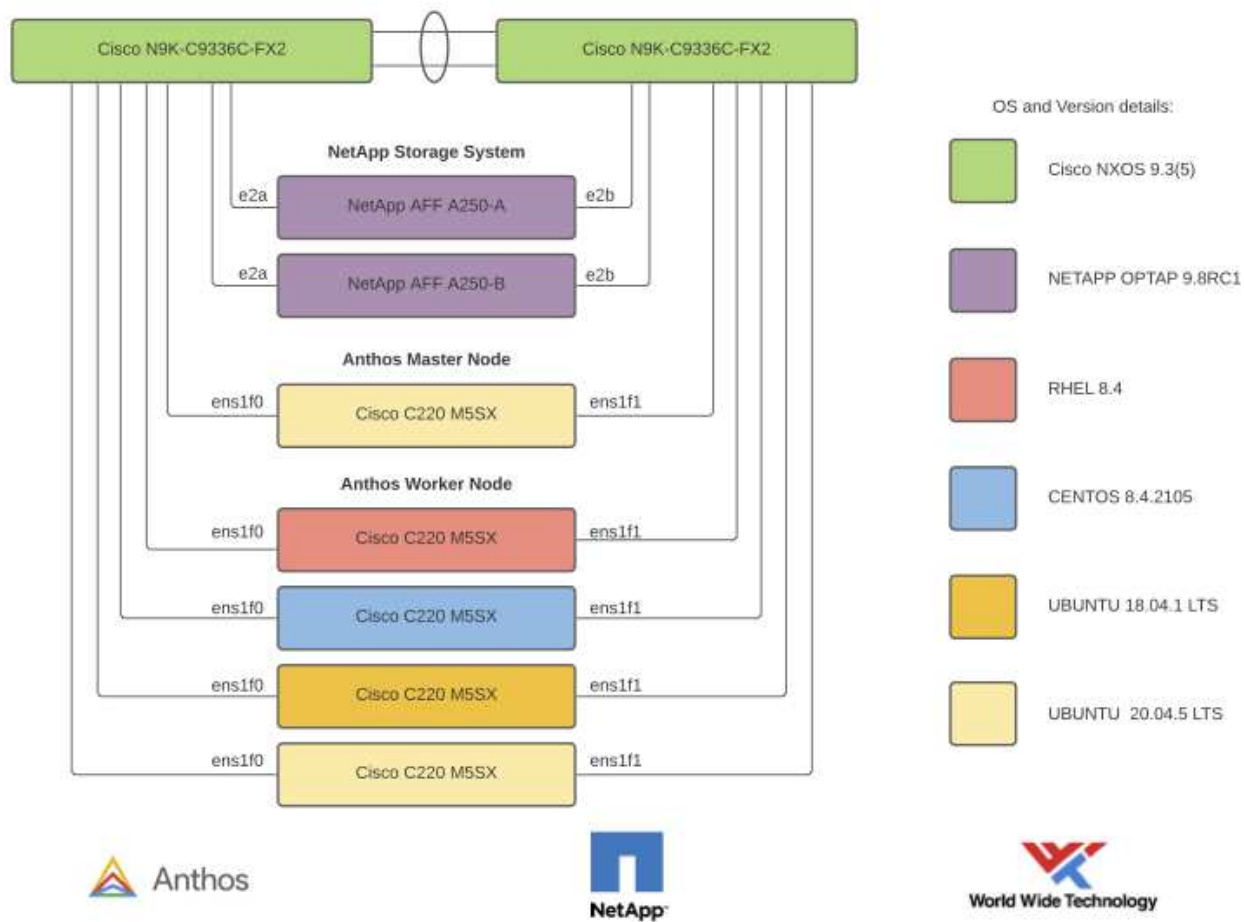 Cisco N9K-C9336C-FX2
Cisco N9K-C9336C-FX2
OS and Version details:
NetApp Storage System
Cisco NXOS 9.3(5)
e2a
NetApp AFF A250-A
e2b
e2a
NetApp AFF A250-B
e2b
NETAPP OPTAP 9.8RC1
Anthos Master Node
ens1f0
Cisco C220 M5SX
ens1f1
RHEL 8.4
Anthos Worker Node
ens1f0
Cisco C220 M5SX
ens1f1
CENTOS 8.4.2105
ens1f0
Cisco C220 M5SX
ens1f1
UBUNTU 18.04.1 LTS
ens1f0
Cisco C220 M5SX
ens1f1
UBUNTU 20.04.5 LTS
ens1f0
Cisco C220 M5SX
ens1f1
Anthos
NetApp™
World Wide Technology